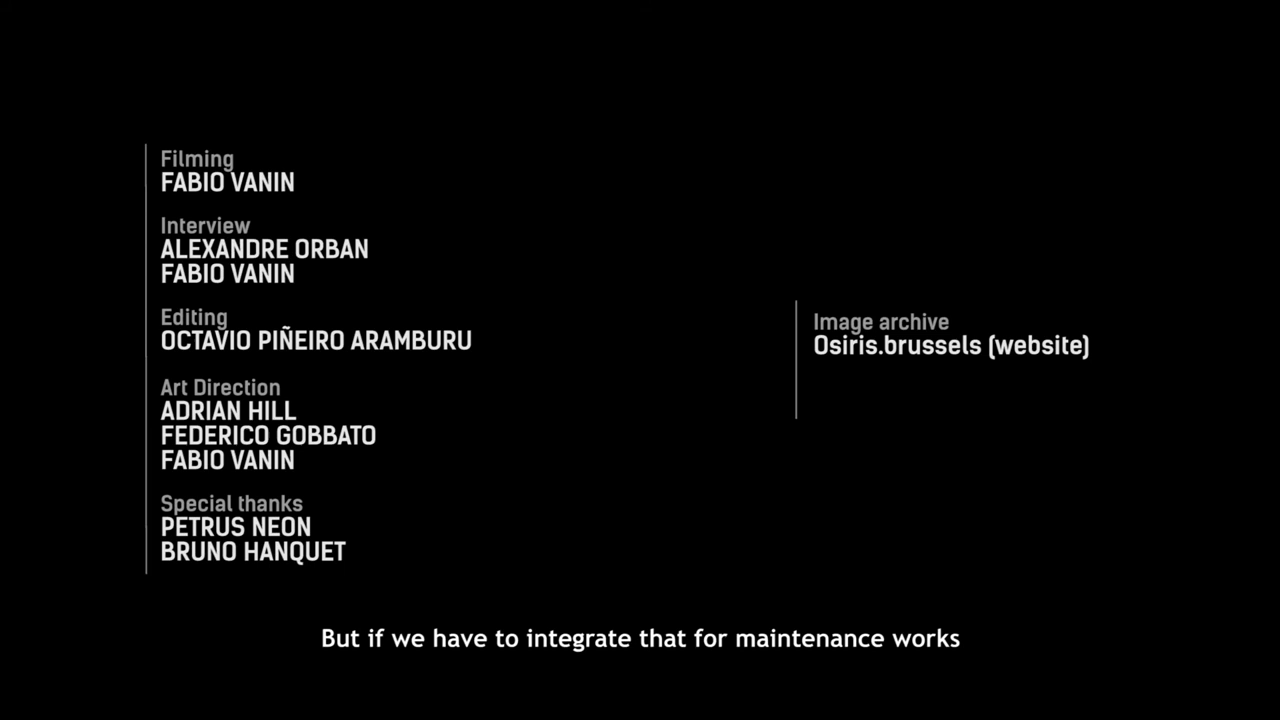 Filming
FABIO VANIN
Interview
ALEXANDRE ORBAN
FABIO VANIN
Editing
OCTAVIO PIÑEIRO ARAMBURU
Art Direction
ADRIAN HILL
FEDERICO GOBBATO
FABIO VANIN
Special thanks
PETRUS NEON
BRUNO HANQUET
Image archive
Osiris.brussels (website)
But if we have to integrate that for maintenance works